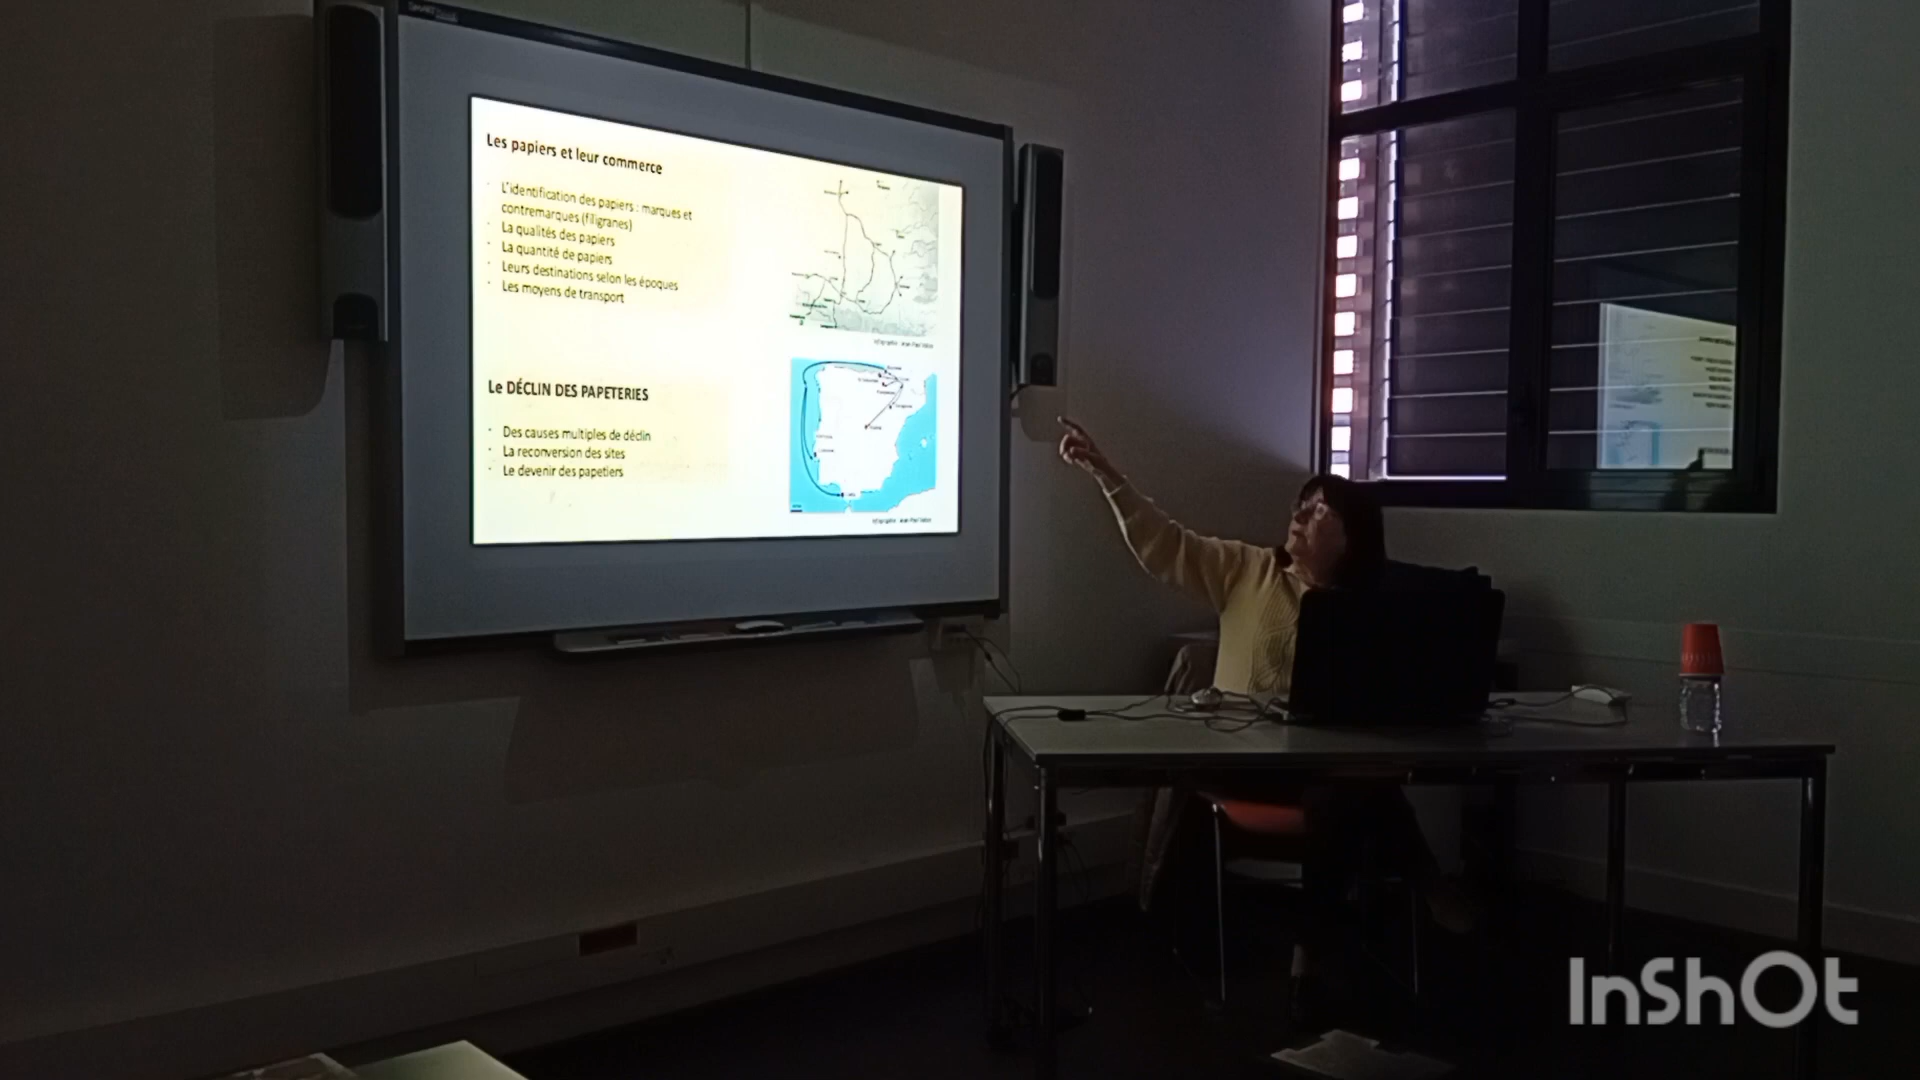 SMART
Les papiers et leur commerce
L'identification des papiers : marques et
contremarques (filigranes)
La qualités des papiers
La quantité de papiers
Leurs destinations selon les époques
Les moyens de transport
Le DÉCLIN DES PAPETERIES
Des causes multiples de déclin
La reconversion des sites
Le devenir des papetiers
InShOt